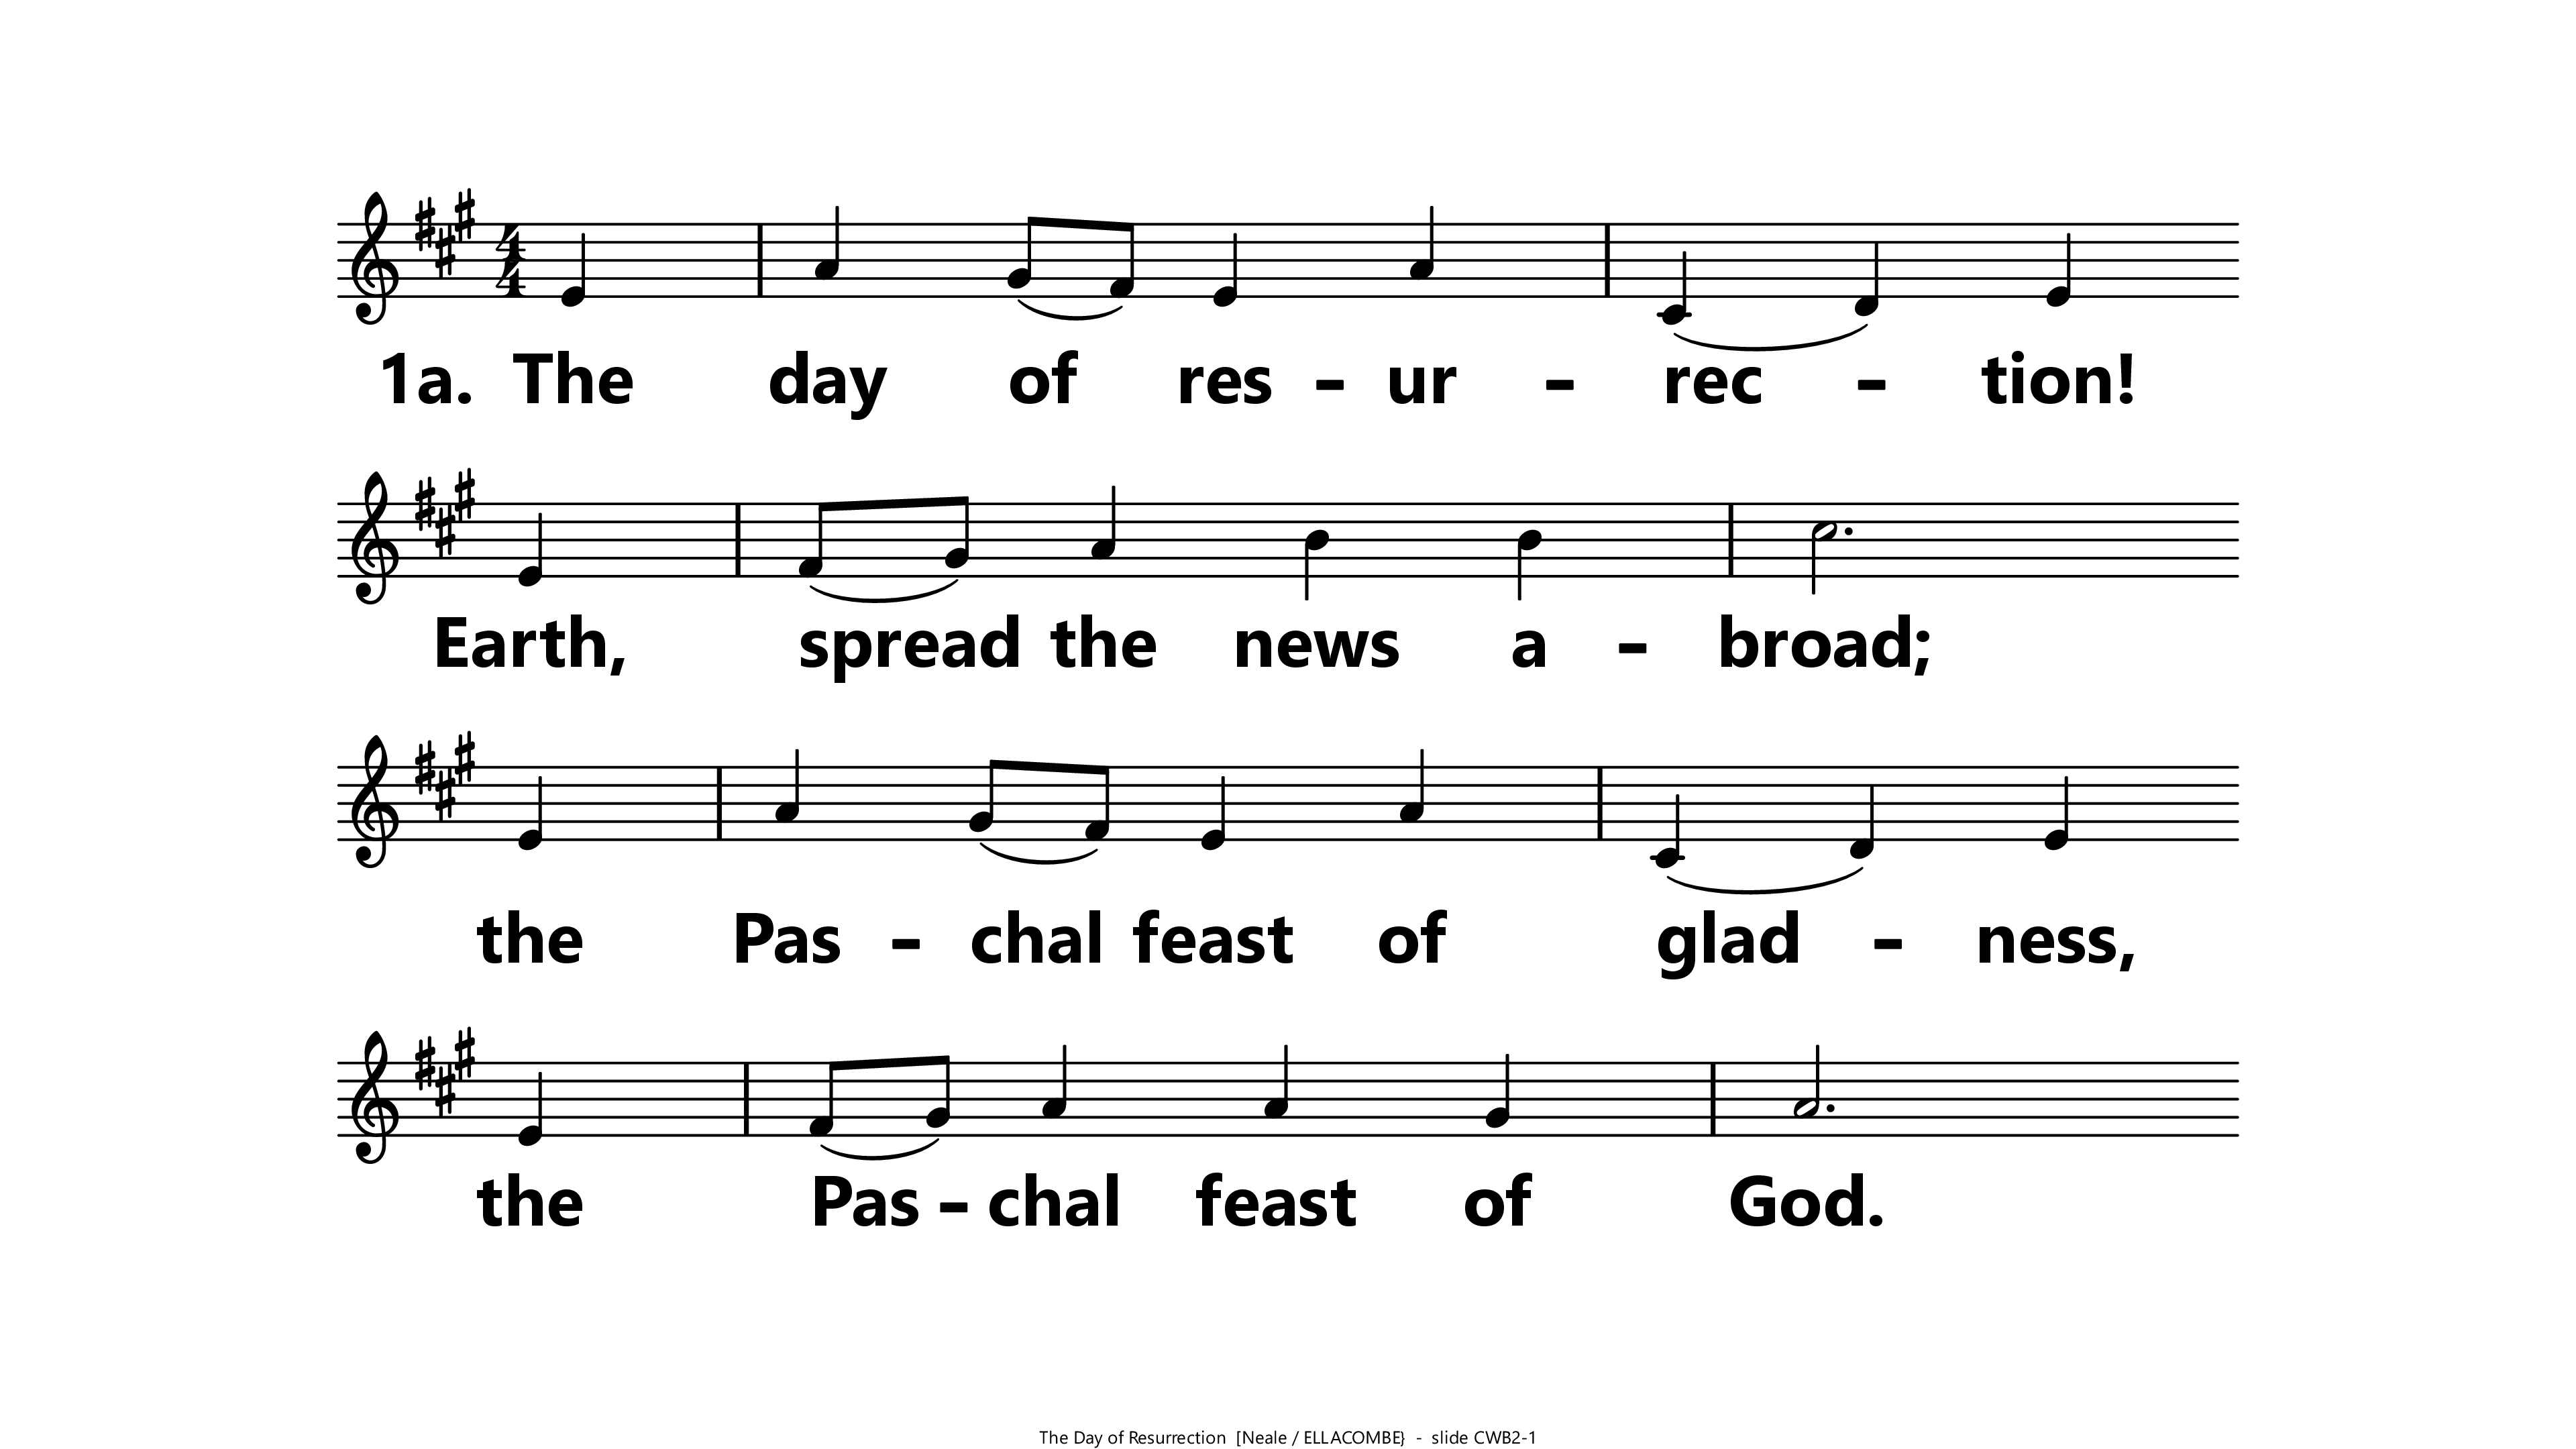 1a. The day of res - ur - rec - tion!
Earth, spread the news a - broad;
the Pas - chal feast of glad - ness,
the Pas - chal feast of God.
The Day of Resurrection [Neale / ELLACOMBE} - slide CWB2-1